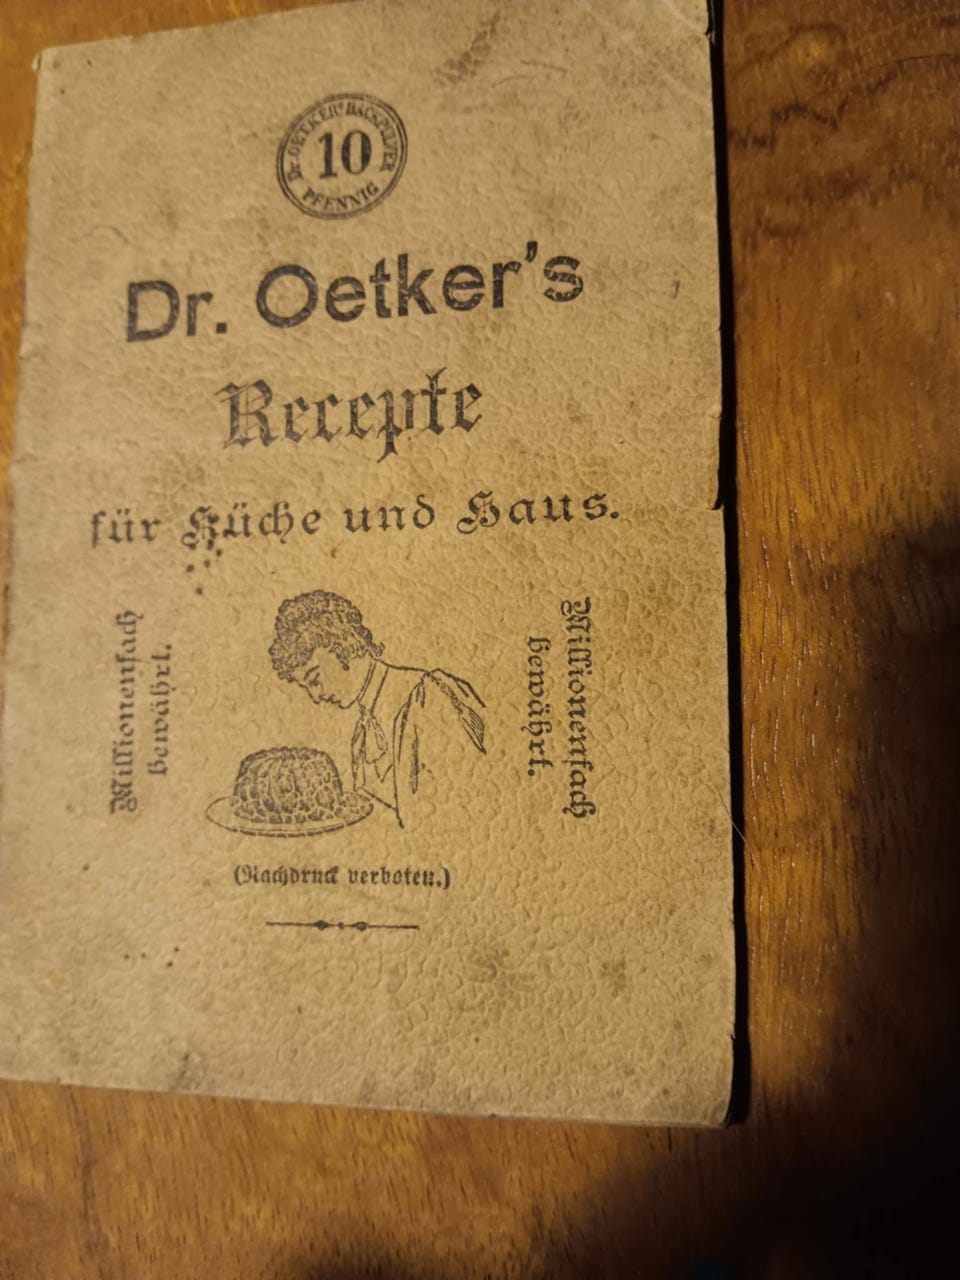 Dr. OETKER'S BACKPULVER
10
PFENNIG
Dr. Oetker's
Recepte
für Küche und Haus.
Millionenfach
bewährt.
Millionenfach
bewährt.
(Nachdruck verboten.)